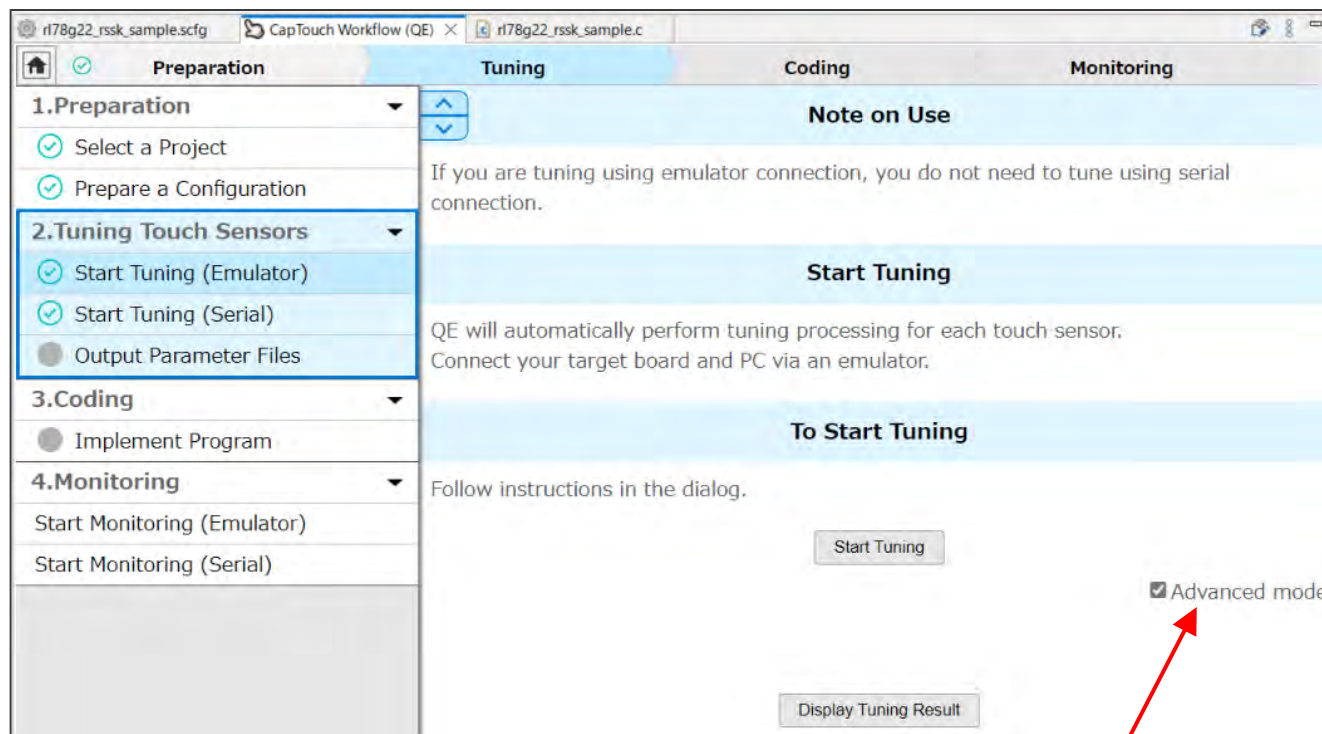 rl78g22_rssk_sample.scfg
CapTouch Workflow (QE)
rl78g22_rssk_sample.c
Preparation
Tuning
Coding
Monitoring
1.Preparation
Select a Project
Prepare a Configuration
2.Tuning Touch Sensors
Start Tuning (Emulator)
Start Tuning (Serial)
Output Parameter Files
3.Coding
Implement Program
4.Monitoring
Start Monitoring (Emulator)
Start Monitoring (Serial)
Note on Use
If you are tuning using emulator connection, you do not need to tune using serial
connection.
Start Tuning
QE will automatically perform tuning processing for each touch sensor.
Connect your target board and PC via an emulator.
To Start Tuning
Follow instructions in the dialog.
Start Tuning
Advanced mode
Display Tuning Result